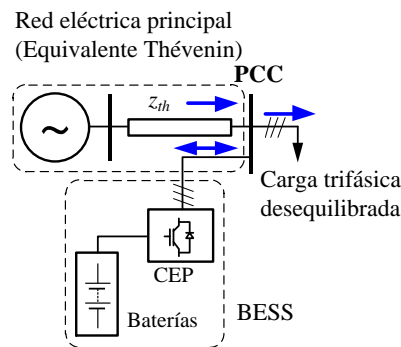 Red eléctrica principal
(Equivalente Thévenin)
PCC
z_th
~
Carga trifásica
desequilibrada
CEP
Baterías
BESS